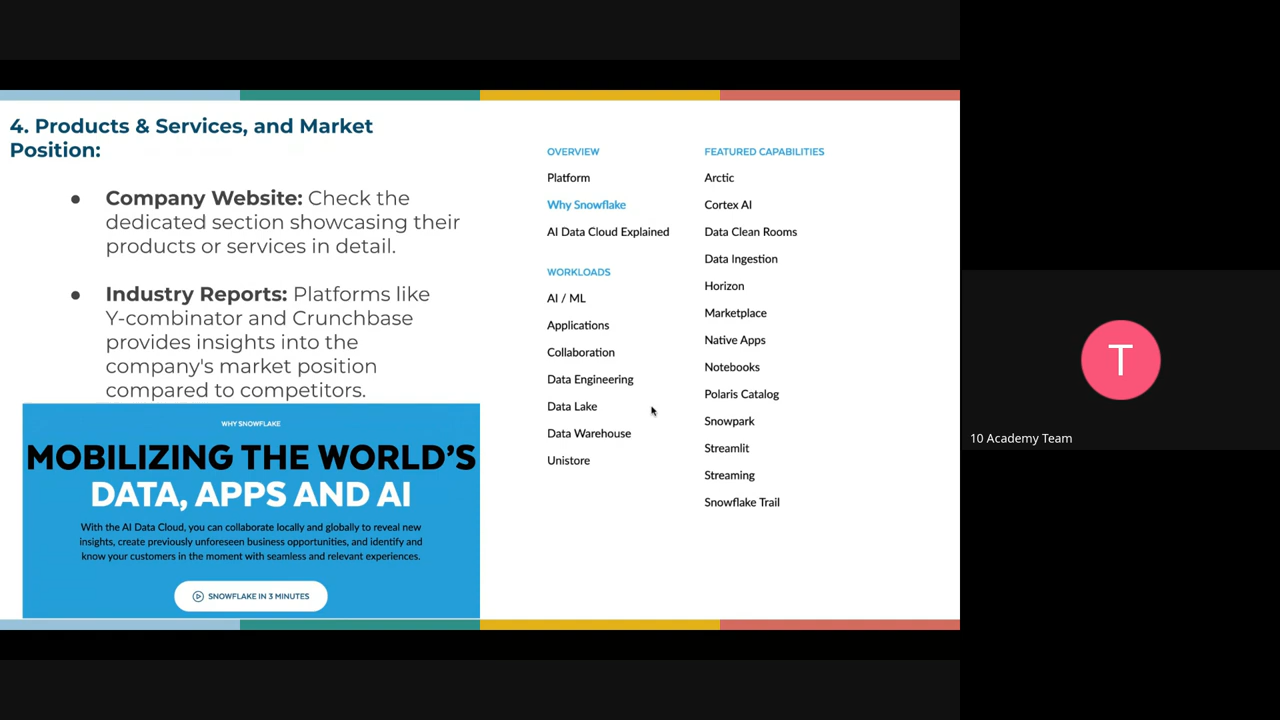 4. Products & Services, and Market
Position:
● Company Website: Check the
dedicated section showcasing their
products or services in detail.
● Industry Reports: Platforms like
Y-combinator and Crunchbase
provides insights into the
company's market position
compared to competitors.
WHY SNOWFLAKE
MOBILIZING THE WORLD'S
DATA, APPS AND AI
With the AI Data Cloud, you can collaborate locally and globally to reveal new
insights, create previously unforeseen business opportunities, and identify and
know your customers in the moment with seamless and relevant experiences.
SNOWFLAKE IN 3 MINUTES
OVERVIEW
Platform
Why Snowflake
AI Data Cloud Explained
WORKLOADS
AI / ML
Applications
Collaboration
Data Engineering
Data Lake
Data Warehouse
Unistore
FEATURED CAPABILITIES
Arctic
Cortex AI
Data Clean Rooms
Data Ingestion
Horizon
Marketplace
Native Apps
Notebooks
Polaris Catalog
Snowpark
Streamlit
Streaming
Snowflake Trail
T
10 Academy Team